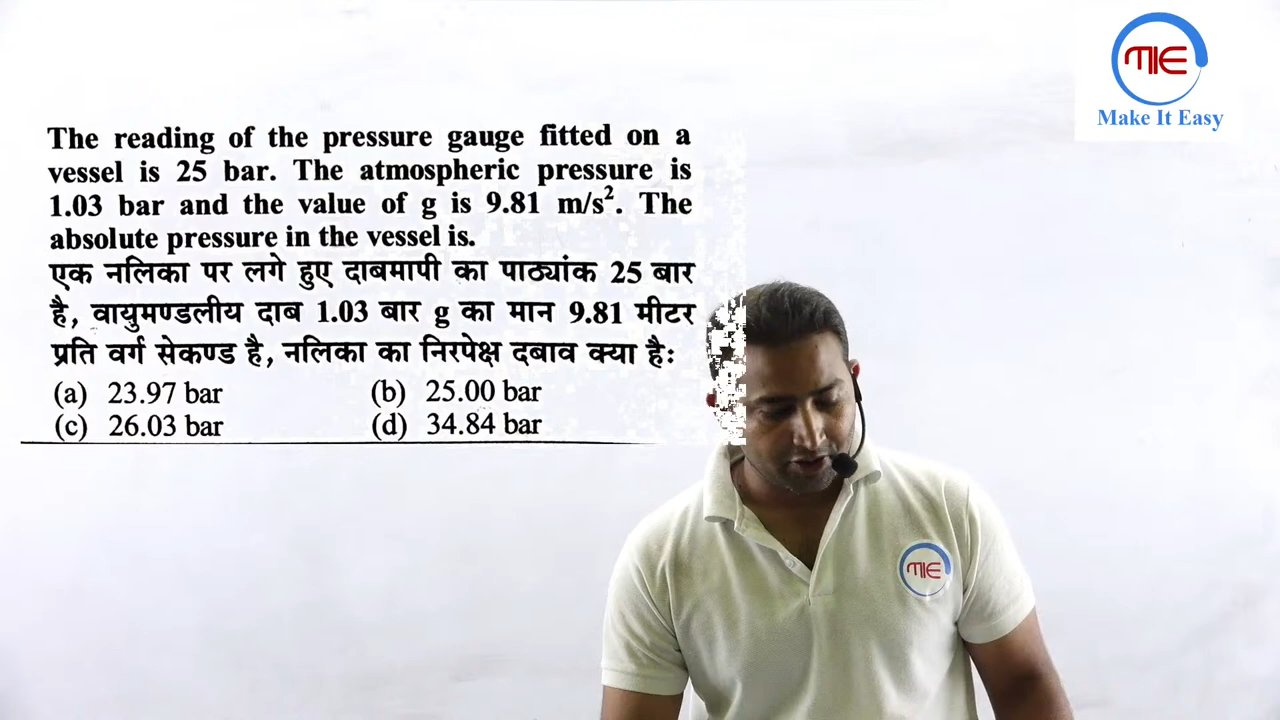 MIE
Make It Easy
The reading of the pressure gauge fitted on a
vessel is 25 bar. The atmospheric pressure is
1.03 bar and the value of g is 9.81 m/s². The
absolute pressure in the vessel is.
एक नलिका पर लगे हुए दाबमापी का पाठ्यांक 25 बार
है, वायुमण्डलीय दाब 1.03 बार g का मान 9.81 मीटर
प्रति वर्ग सेकण्ड है, नलिका का निरपेक्ष दबाव क्या है:
(a) 23.97 bar (b) 25.00 bar
(c) 26.03 bar (d) 34.84 bar
MIE